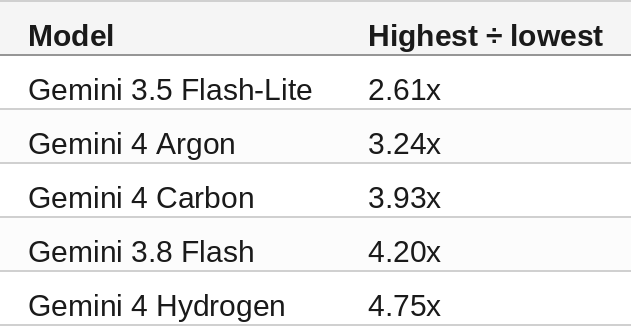 Model Highest ÷ lowest
Gemini 3.5 Flash-Lite 2.61x
Gemini 4 Argon 3.24x
Gemini 4 Carbon 3.93x
Gemini 3.8 Flash 4.20x
Gemini 4 Hydrogen 4.75x